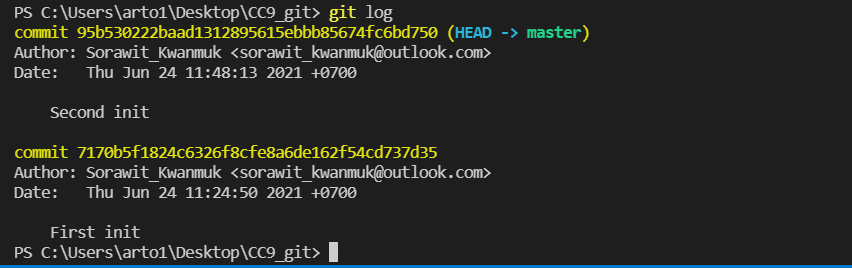 PS C:\Users\arto1\Desktop\CC9_git> git log
commit 95b530222baad1312895615ebbb85674fc6bd750 (HEAD -> master)
Author: Sorawit_Kwanmuk <sorawit_kwanmuk@outlook.com>
Date:   Thu Jun 24 11:48:13 2021 +0700
Second init
commit 7170b5f1824c6326f8cfe8a6de162f54cd737d35
Author: Sorawit_Kwanmuk <sorawit_kwanmuk@outlook.com>
Date:   Thu Jun 24 11:24:50 2021 +0700
First init
PS C:\Users\arto1\Desktop\CC9_git>